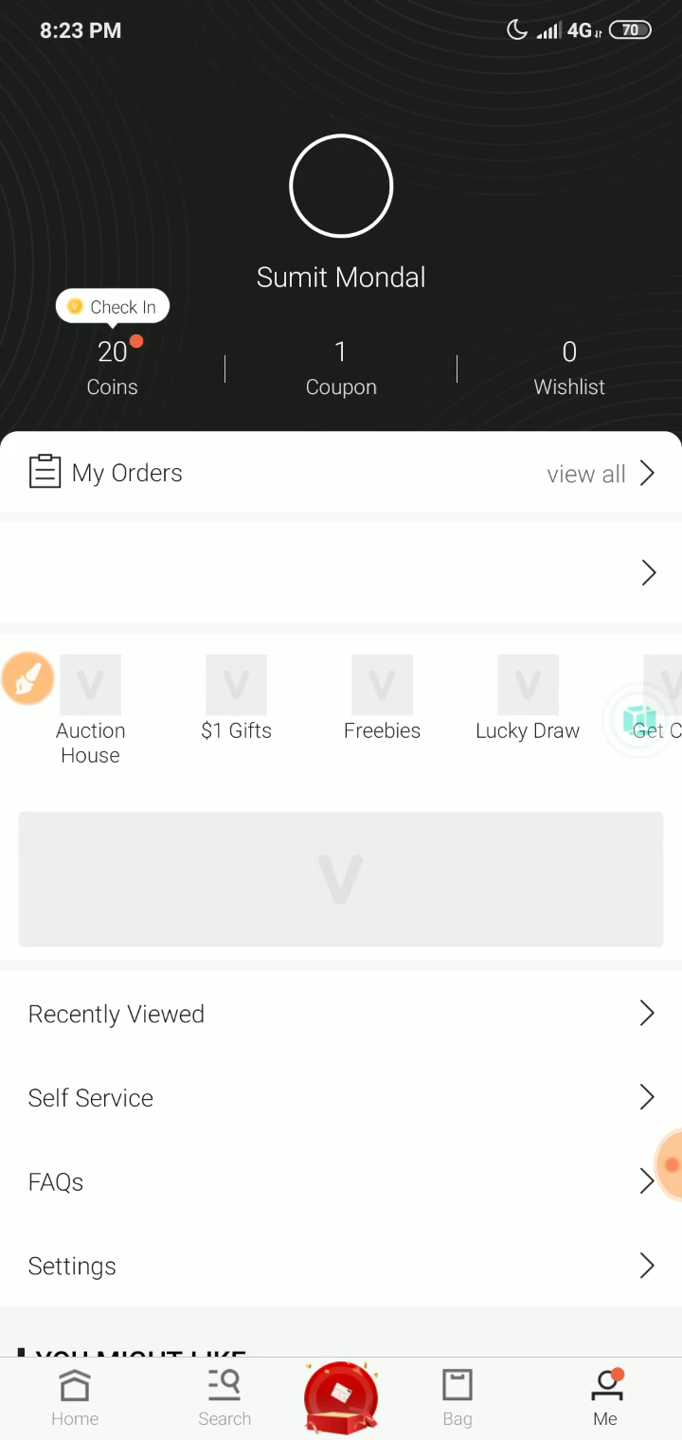 8:23 PM
4G
70
Sumit Mondal
Check In
20
1
0
Coins
Coupon
Wishlist
My Orders
view all
V
V
V
V
V
Auction
House
$1 Gifts
Freebies
Lucky Draw
Get C
V
Recently Viewed
Self Service
FAQs
Settings
YOU MIGHT LIKE
Home
Search
Bag
Me